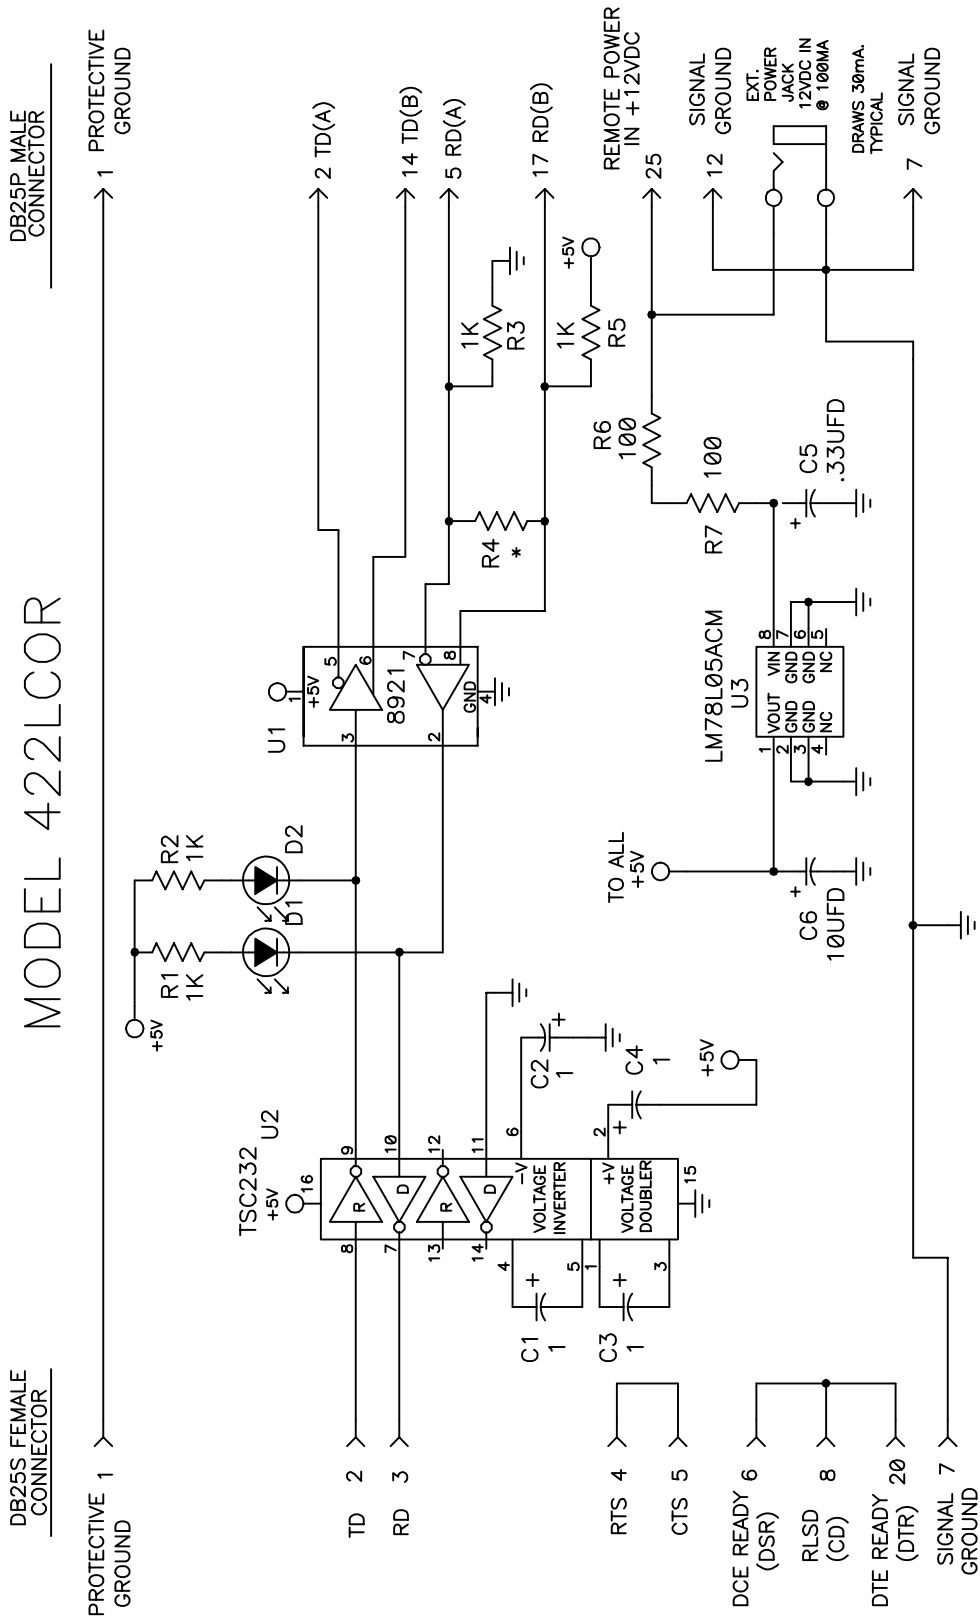 MODEL 422LCOR
DB25S FEMALE
CONNECTOR
DB25P MALE
CONNECTOR
PROTECTIVE
GROUND
1
1
PROTECTIVE
GROUND
+5V
R1
1K
R2
1K
D1
D2
TD 2
RD 3
TSC232
U2
+5V
16
8
R
9
7
D
10
13
R
12
14
D
11
4
5
VOLTAGE
INVERTER
-V
6
1
3
VOLTAGE
DOUBLER
+V
2
15
C1
1
+
C3
1
+
C2
1
+
C4
1
+
+5V
U1
1
+5V
3
5
6
8921
2
7
8
GND
4
2 TD(A)
14 TD(B)
5 RD(A)
17 RD(B)
R4
*
1K
R3
1K
R5
+5V
RTS 4
CTS 5
DCE READY 6
(DSR)
RLSD 8
(CD)
DTE READY 20
(DTR)
SIGNAL 7
GROUND
TO ALL
+5V
C6
10UFD
+
LM78L05ACM
U3
1 VOUT
2 GND
3 GND
4 NC
VIN 8
GND 7
GND 6
NC 5
R6
100
R7
100
C5
.33UFD
+
REMOTE POWER
IN +12VDC
25
12
SIGNAL
GROUND
EXT.
POWER
JACK
12VDC IN
@ 100MA
DRAWS 30mA.
TYPICAL
7
SIGNAL
GROUND